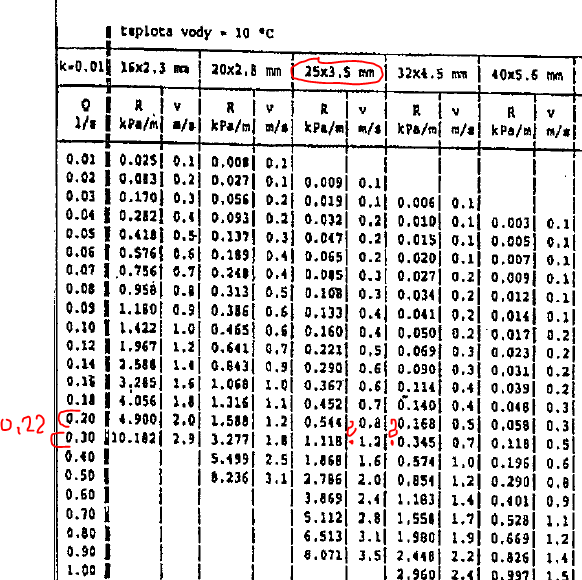 teplota vody = 10 °C
k=0.01 16x2.3 mm 20x2.8 mm 25x3.5 mm 32x4.5 mm 40x5.6 mm
Q R v R v R v R v R v
l/s kPa/m m/s kPa/m m/s kPa/m m/s kPa/m m/s kPa/m m/s
0.01 0.025 0.1 0.008 0.1
0.02 0.083 0.2 0.027 0.1 0.009 0.1
0.03 0.170 0.3 0.056 0.2 0.019 0.1 0.006 0.1
0.04 0.282 0.4 0.093 0.2 0.032 0.2 0.010 0.1 0.003 0.1
0.05 0.418 0.5 0.137 0.3 0.047 0.2 0.015 0.1 0.005 0.1
0.06 0.576 0.6 0.189 0.4 0.065 0.2 0.020 0.1 0.007 0.1
0.07 0.756 0.7 0.248 0.4 0.085 0.3 0.027 0.2 0.009 0.1
0.08 0.958 0.8 0.313 0.5 0.108 0.3 0.034 0.2 0.012 0.1
0.09 1.180 0.9 0.386 0.6 0.133 0.4 0.041 0.2 0.014 0.1
0.10 1.422 1.0 0.465 0.6 0.160 0.4 0.050 0.2 0.017 0.2
0.12 1.967 1.2 0.641 0.7 0.221 0.5 0.069 0.3 0.023 0.2
0.14 2.588 1.4 0.843 0.9 0.290 0.6 0.090 0.3 0.031 0.2
0.16 3.285 1.6 1.068 1.0 0.367 0.6 0.114 0.4 0.039 0.2
0.18 4.056 1.8 1.316 1.1 0.452 0.7 0.140 0.4 0.048 0.3
0.20 4.900 2.0 1.588 1.2 0.544 0.8 0.168 0.5 0.058 0.3
0,22 ? ?
0.30 10.182 2.9 3.277 1.8 1.118 1.2 0.345 0.7 0.118 0.5
0.40 5.499 2.5 1.868 1.6 0.574 1.0 0.196 0.6
0.50 8.236 3.1 2.786 2.0 0.854 1.2 0.290 0.8
0.60 3.869 2.4 1.183 1.4 0.401 0.9
0.70 5.112 2.8 1.558 1.7 0.528 1.1
0.80 6.513 3.1 1.980 1.9 0.669 1.2
0.90 8.071 3.5 2.448 2.2 0.826 1.4
1.00 2.960 2.4 0.997 1.5